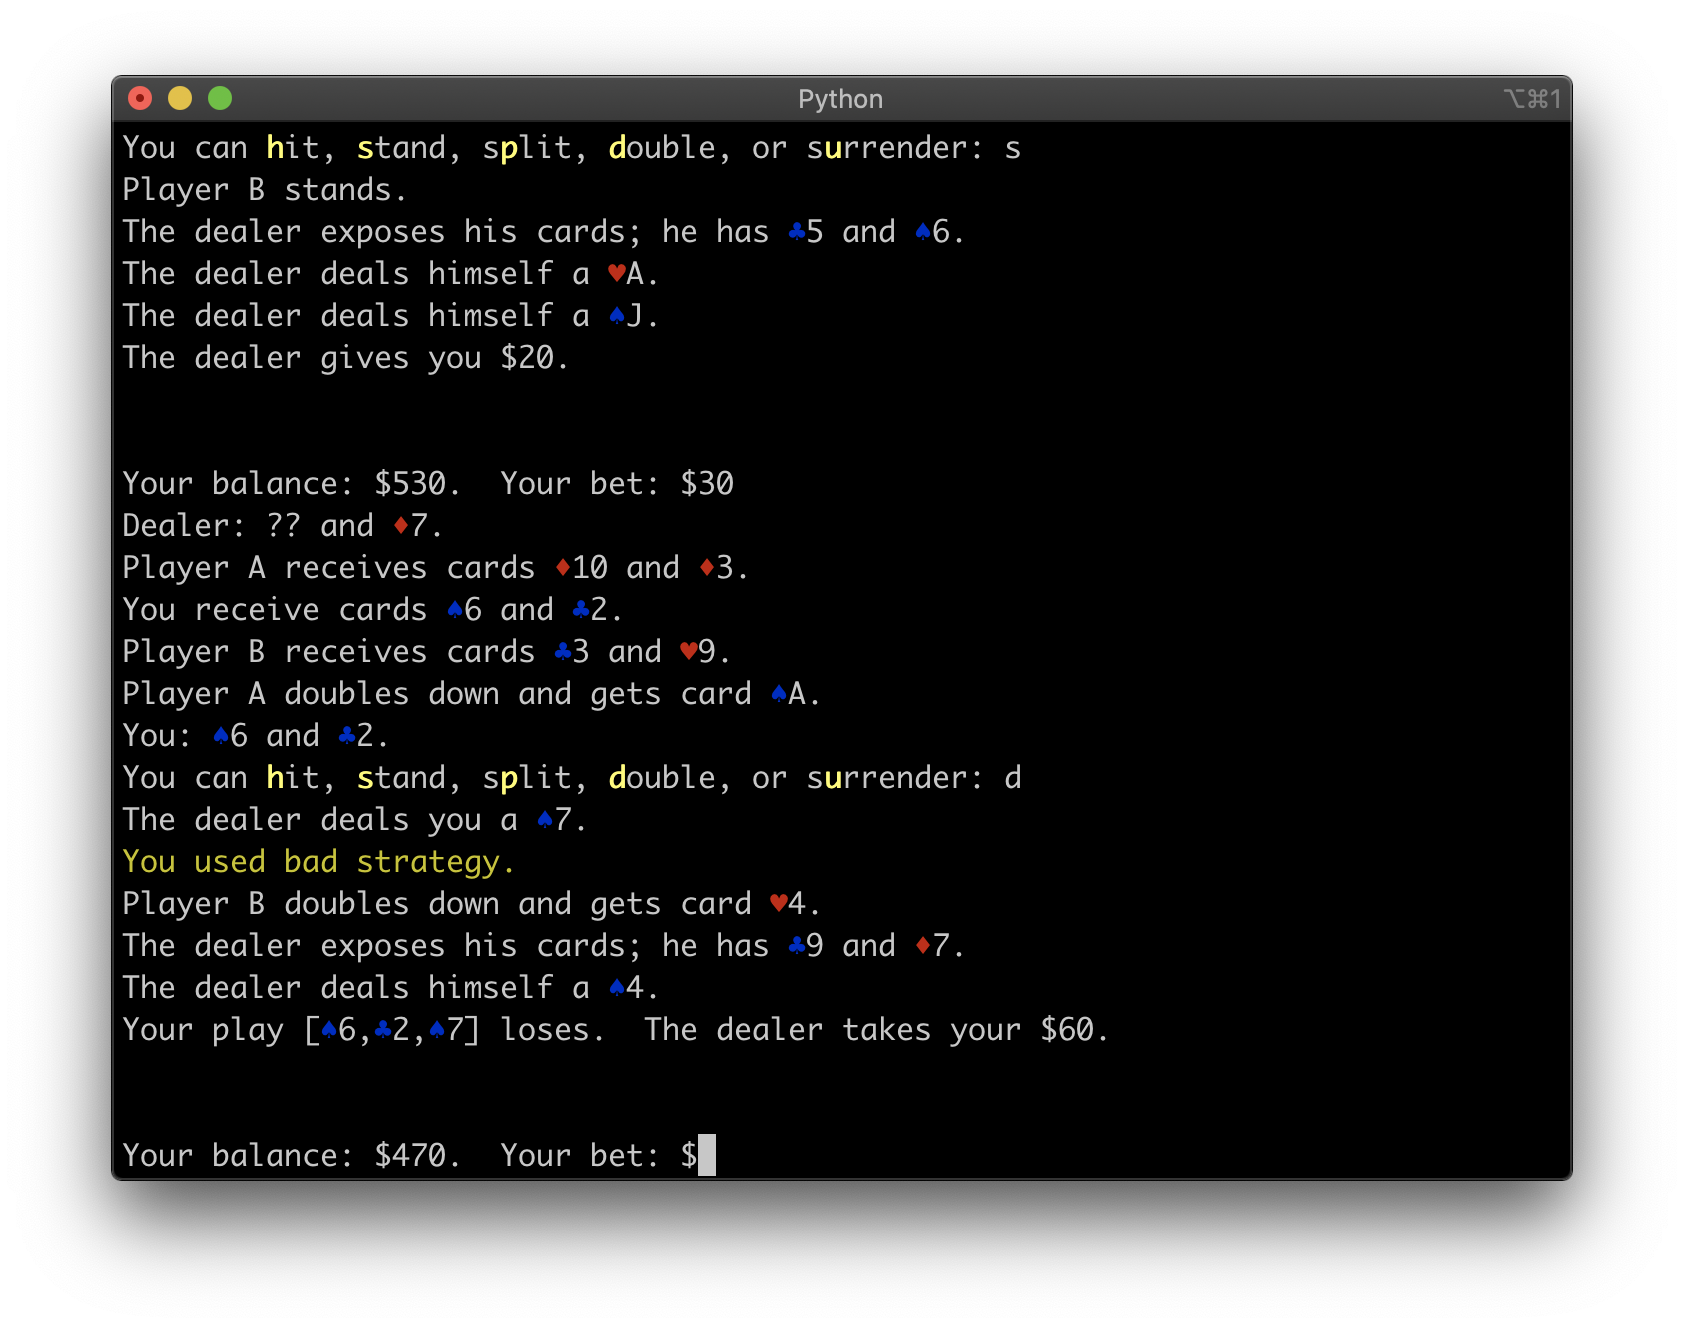 Python
⌥⌘1
You can hit, stand, split, double, or surrender: s
Player B stands.
The dealer exposes his cards; he has ♣5 and ♠6.
The dealer deals himself a ♥A.
The dealer deals himself a ♠J.
The dealer gives you $20.
Your balance: $530.  Your bet: $30
Dealer: ?? and ♦7.
Player A receives cards ♦10 and ♦3.
You receive cards ♠6 and ♣2.
Player B receives cards ♣3 and ♥9.
Player A doubles down and gets card ♠A.
You: ♠6 and ♣2.
You can hit, stand, split, double, or surrender: d
The dealer deals you a ♠7.
You used bad strategy.
Player B doubles down and gets card ♥4.
The dealer exposes his cards; he has ♣9 and ♦7.
The dealer deals himself a ♠4.
Your play [♠6,♣2,♠7] loses.  The dealer takes your $60.
Your balance: $470.  Your bet: $